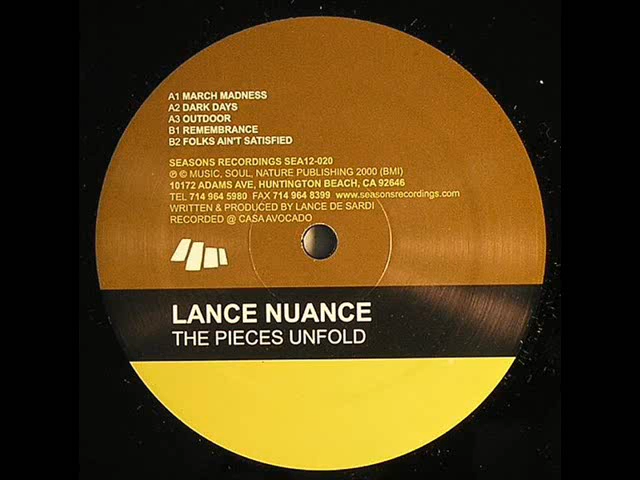 A1 MARCH MADNESS
A2 DARK DAYS
A3 OUTDOOR
B1 REMEMBRANCE
B2 FOLKS AIN'T SATISFIED
SEASONS RECORDINGS SEA12-020
℗ © MUSIC, SOUL, NATURE PUBLISHING 2000 (BMI)
10172 ADAMS AVE, HUNTINGTON BEACH, CA 92646
TEL 714 964 5980 FAX 714 964 8399 www.seasonsrecordings.com
WRITTEN & PRODUCED BY LANCE DE SARDI
RECORDED @ CASA AVOCADO
LANCE NUANCE
THE PIECES UNFOLD